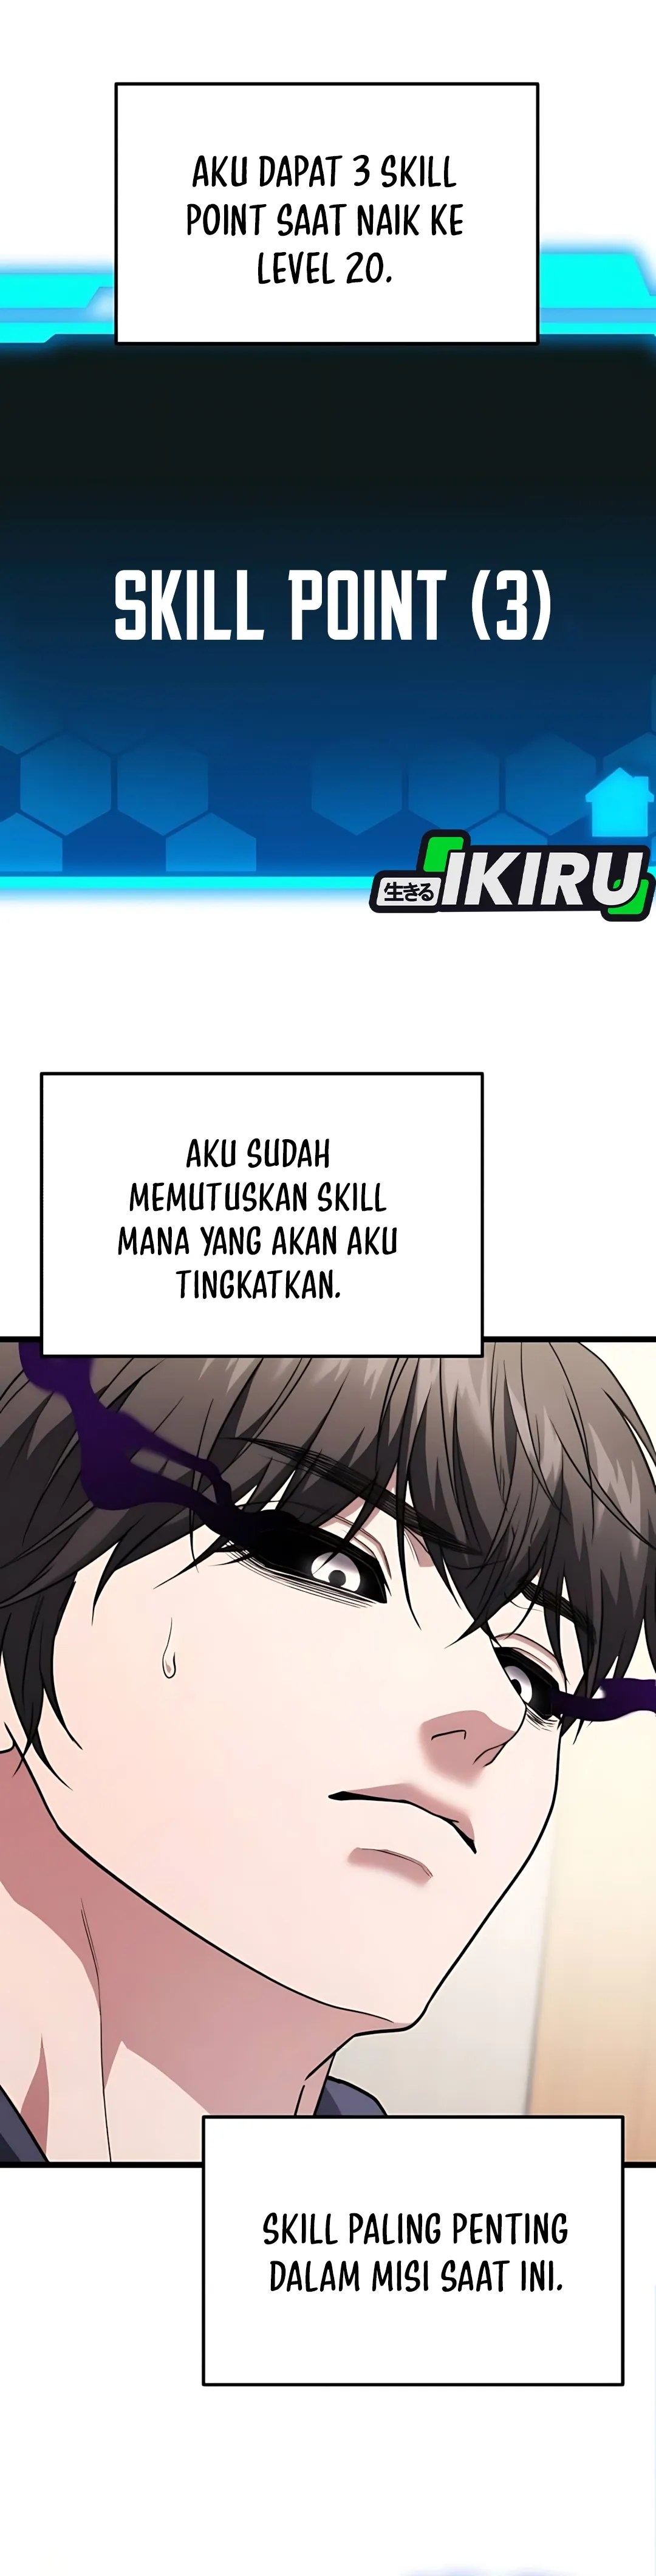 AKU DAPAT 3 SKILL
POINT SAAT NAIK KE
LEVEL 20.
SKILL POINT (3)
生きる IKIRU
AKU SUDAH
MEMUTUSKAN SKILL
MANA YANG AKAN AKU
TINGKATKAN.
SKILL PALING PENTING
DALAM MISI SAAT INI.